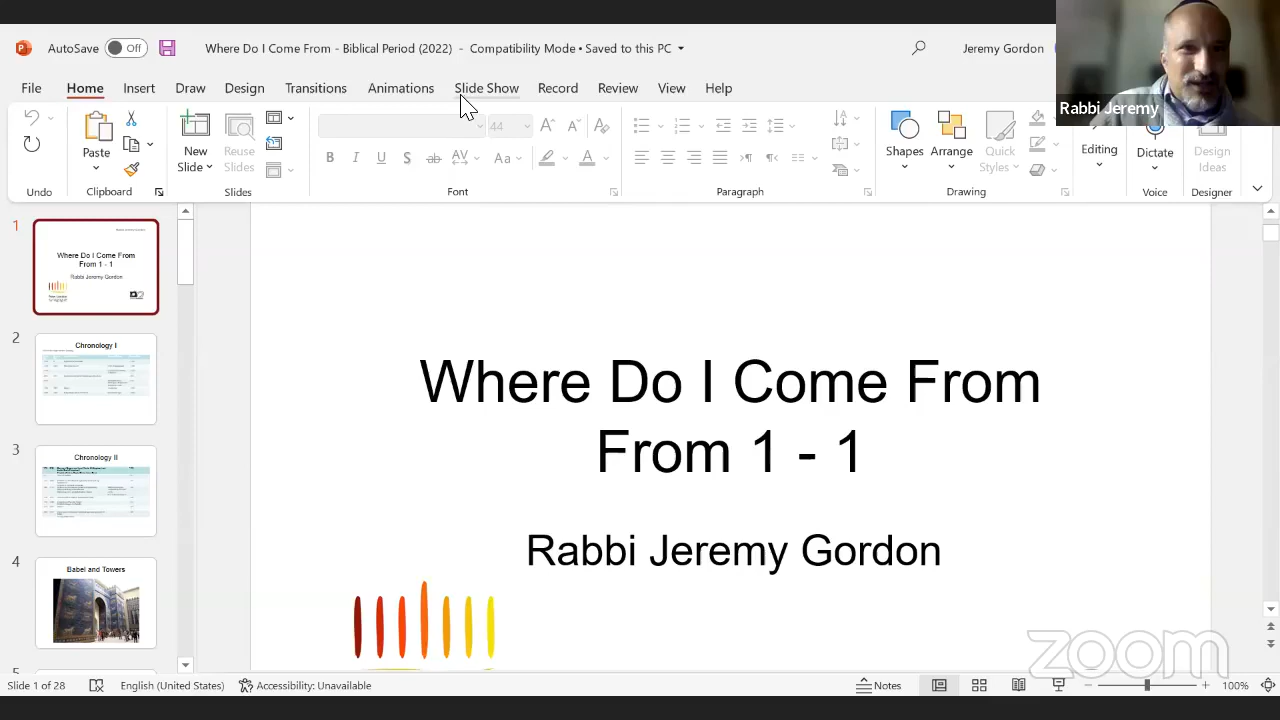 AutoSave Off Where Do I Come From - Biblical Period (2022) - Compatibility Mode • Saved to this PC Jeremy Gordon
Rabbi Jeremy
File Home Insert Draw Design Transitions Animations Slide Show Record Review View Help
Paste
New
Slide
Reuse
Slides
44
B I U S ab AV Aa A
Shapes
Arrange
Quick
Styles
Editing
Dictate
Design
Ideas
Undo Clipboard Slides Font Paragraph Drawing Voice Designer
1
Where Do I Come From
From 1 - 1
Rabbi Jeremy Gordon
2
Chronology I
3
Chronology II
4
Babel and Towers
5
Where Do I Come From
From 1 - 1
Rabbi Jeremy Gordon
zoom
Slide 1 of 28 English (United States) Accessibility: Unavailable Notes 100%